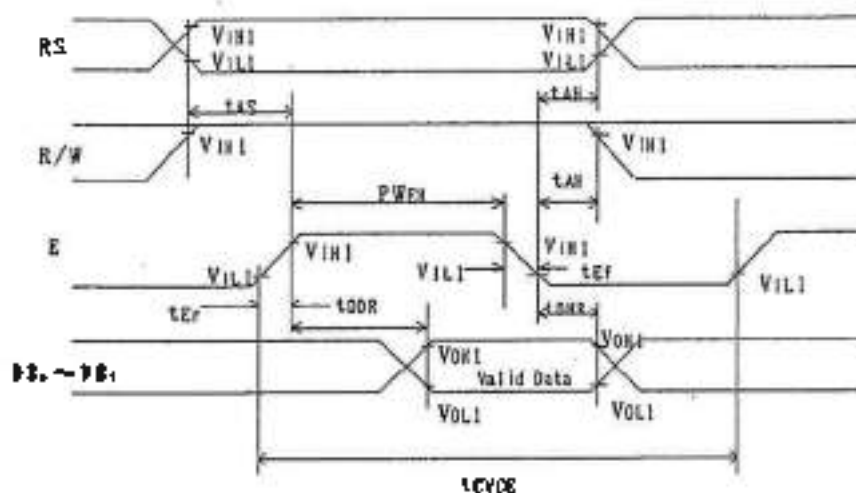 RS
VIH1
VIL1
VIH1
VIL1
tAS
tAH
R/W
VIH1
VIH1
tAH
PWEH
E
VIH1
VIL1
VIL1
VIH1
tEf
VIL1
tEr
tDDR
tDHR
VOH1
VOH1
Valid Data
VOL1
VOL1
tCYCE